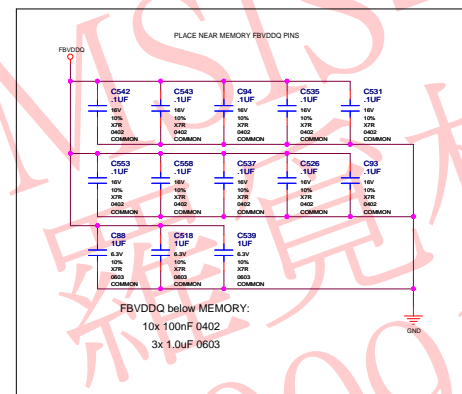 PLACE NEAR MEMORY FBVDDQ PINS
FBVDDQ
C542 C543 C94 C535 C531
.1UF .1UF .1UF .1UF .1UF
16V 16V 16V 16V 16V
10% 10% 10% 10% 10%
X7R X7R X7R X7R X7R
0402 0402 0402 0402 0402
COMMON COMMON COMMON COMMON COMMON
C553 C558 C537 C526 C93
.1UF .1UF .1UF .1UF .1UF
16V 16V 16V 16V 16V
10% 10% 10% 10% 10%
X7R X7R X7R X7R X7R
0402 0402 0402 0402 0402
COMMON COMMON COMMON COMMON COMMON
C88 C518 C539
1UF 1UF 1UF
6.3V 6.3V 6.3V
10% 10% 10%
X7R X7R X7R
0603 0603 0603
COMMON COMMON COMMON
FBVDDQ below MEMORY:
10x 100nF 0402
3x 1.0uF 0603
GND